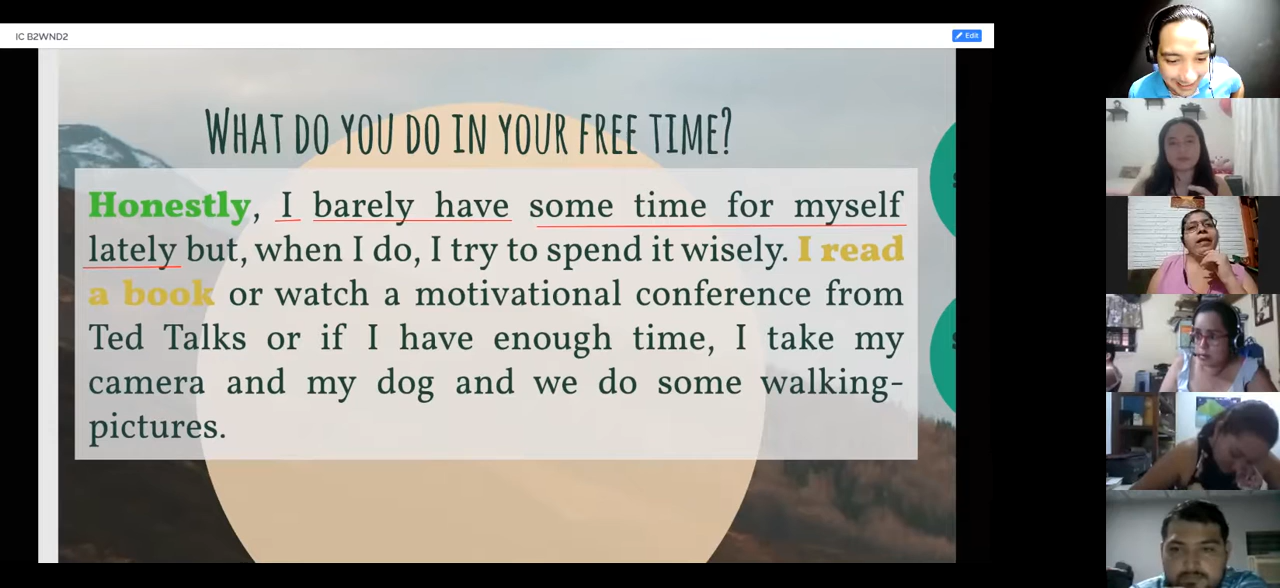 IC B2WND2
Edit
WHAT DO YOU DO IN YOUR FREE TIME?
Honestly, I barely have some time for myself
lately but, when I do, I try to spend it wisely. I read
a book or watch a motivational conference from
Ted Talks or if I have enough time, I take my
camera and my dog and we do some walking-
pictures.